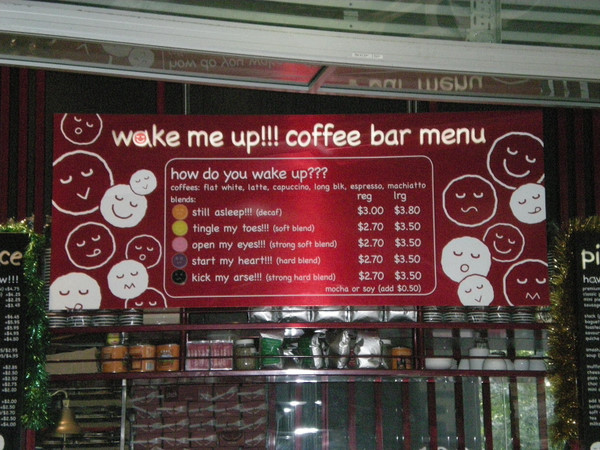 wake me up!!! coffee bar menu
how do you wake up???
coffees: flat white, latte, capuccino, long blk, espresso, machiatto
blends: reg lrg
still asleep!!! (decaf) $3.00 $3.80
tingle my toes!!! (soft blend) $2.70 $3.50
open my eyes!!! (strong soft blend) $2.70 $3.50
start my heart!!! (hard blend) $2.70 $3.50
kick my arse!!! (strong hard blend) $2.70 $3.50
mocha or soy (add $0.50)